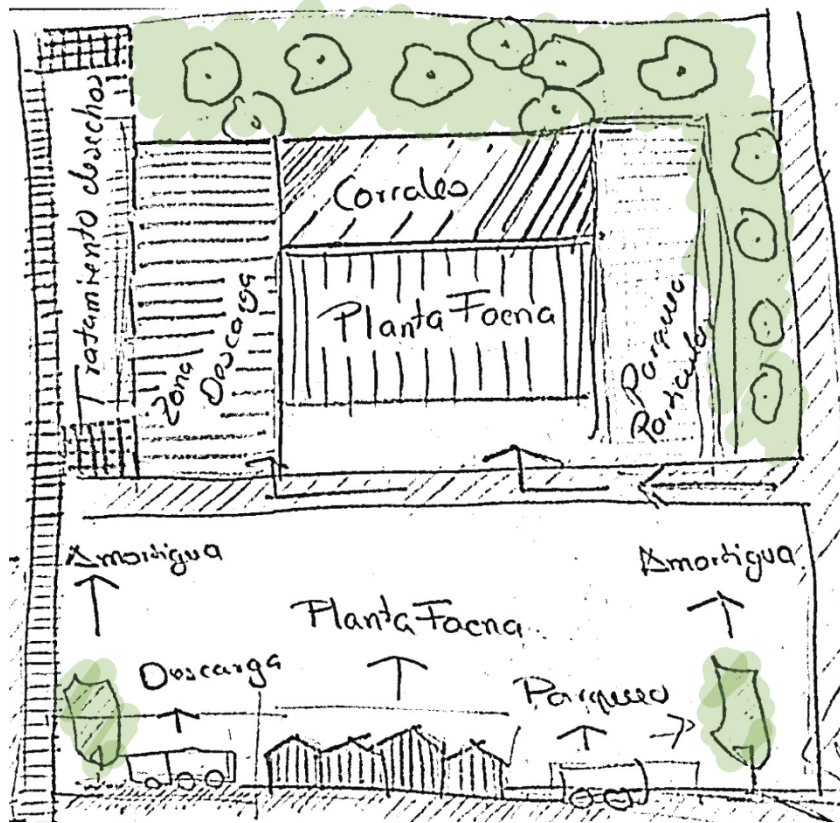 Tratamiento desechos
Zona
Descarga
Corrales
Planta Faena
Parqueo
Particular
Amortigua
Amortigua
Planta Faena
Descarga
Parqueo